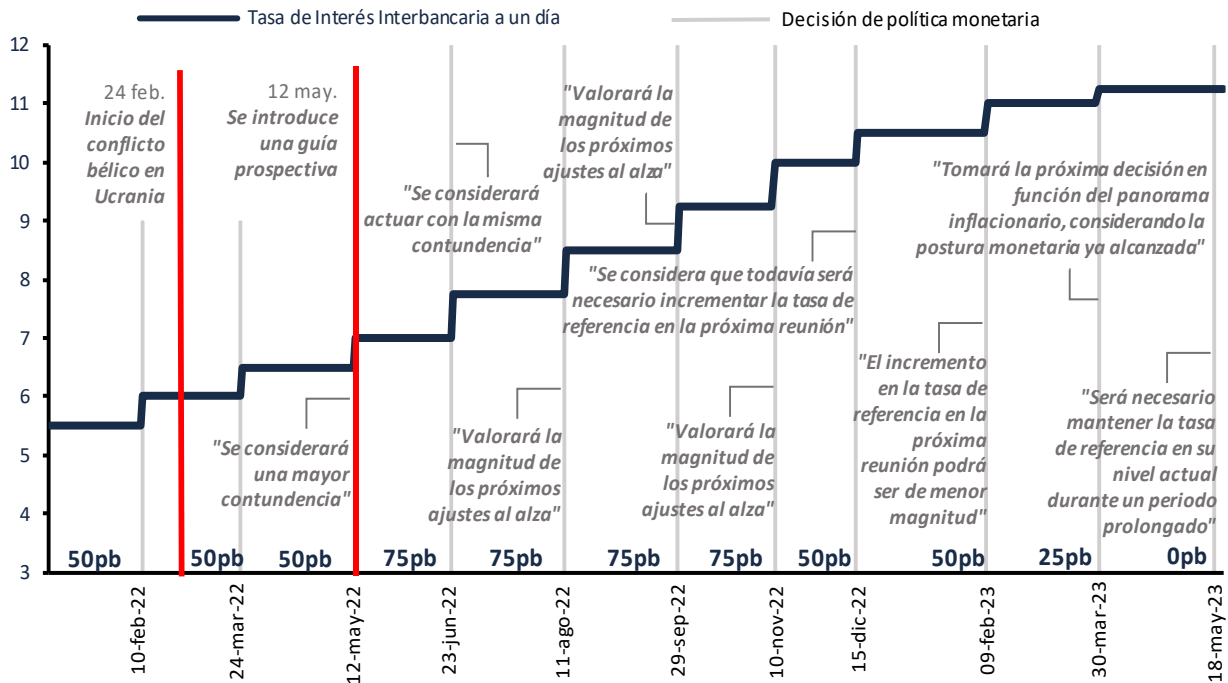 Tasa de Interés Interbancaria a un día
Decisión de política monetaria
12
11
10
9
8
7
6
5
4
3
24 feb.
Inicio del
conflicto
bélico en
Ucrania
12 may.
Se introduce
una guía
prospectiva
"Se considerará
una mayor
contundencia"
"Se considerará
actuar con la misma
contundencia"
"Valorará la
magnitud de
los próximos
ajustes al alza"
"Valorará la
magnitud de
los próximos
ajustes al alza"
"Valorará la
magnitud de
los próximos
ajustes al alza"
"Se considera que todavía será
necesario incrementar la tasa de
referencia en la próxima reunión"
"El incremento
en la tasa de
referencia en la
próxima
reunión podrá
ser de menor
magnitud"
"Tomará la próxima decisión en
función del panorama
inflacionario, considerando la
postura monetaria ya alcanzada"
"Será necesario
mantener la tasa
de referencia en su
nivel actual
durante un periodo
prolongado"
50pb
50pb
50pb
75pb
75pb
75pb
75pb
50pb
50pb
25pb
0pb
10-feb-22
24-mar-22
12-may-22
23-jun-22
11-ago-22
29-sep-22
10-nov-22
15-dic-22
09-feb-23
30-mar-23
18-may-23